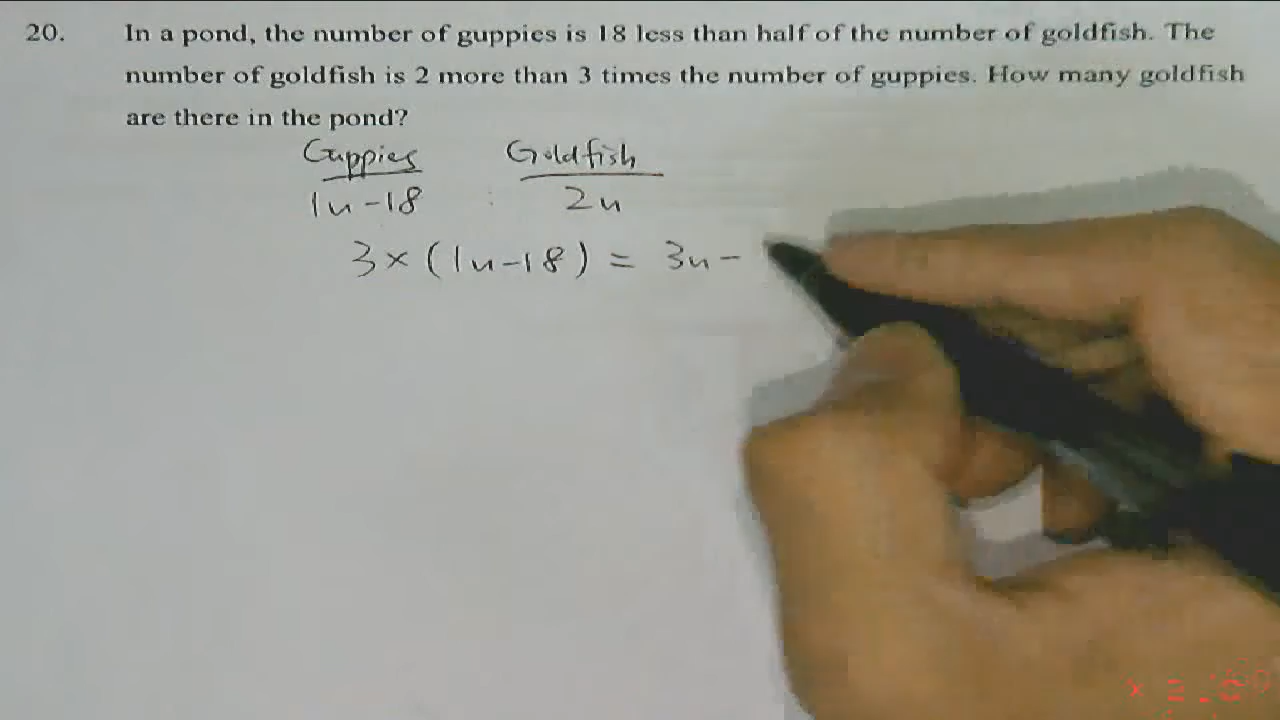 20. In a pond, the number of guppies is 18 less than half of the number of goldfish. The
number of goldfish is 2 more than 3 times the number of guppies. How many goldfish
are there in the pond?
Guppies Goldfish
1u - 18 : 2u
3 × (1u - 18) = 3u -